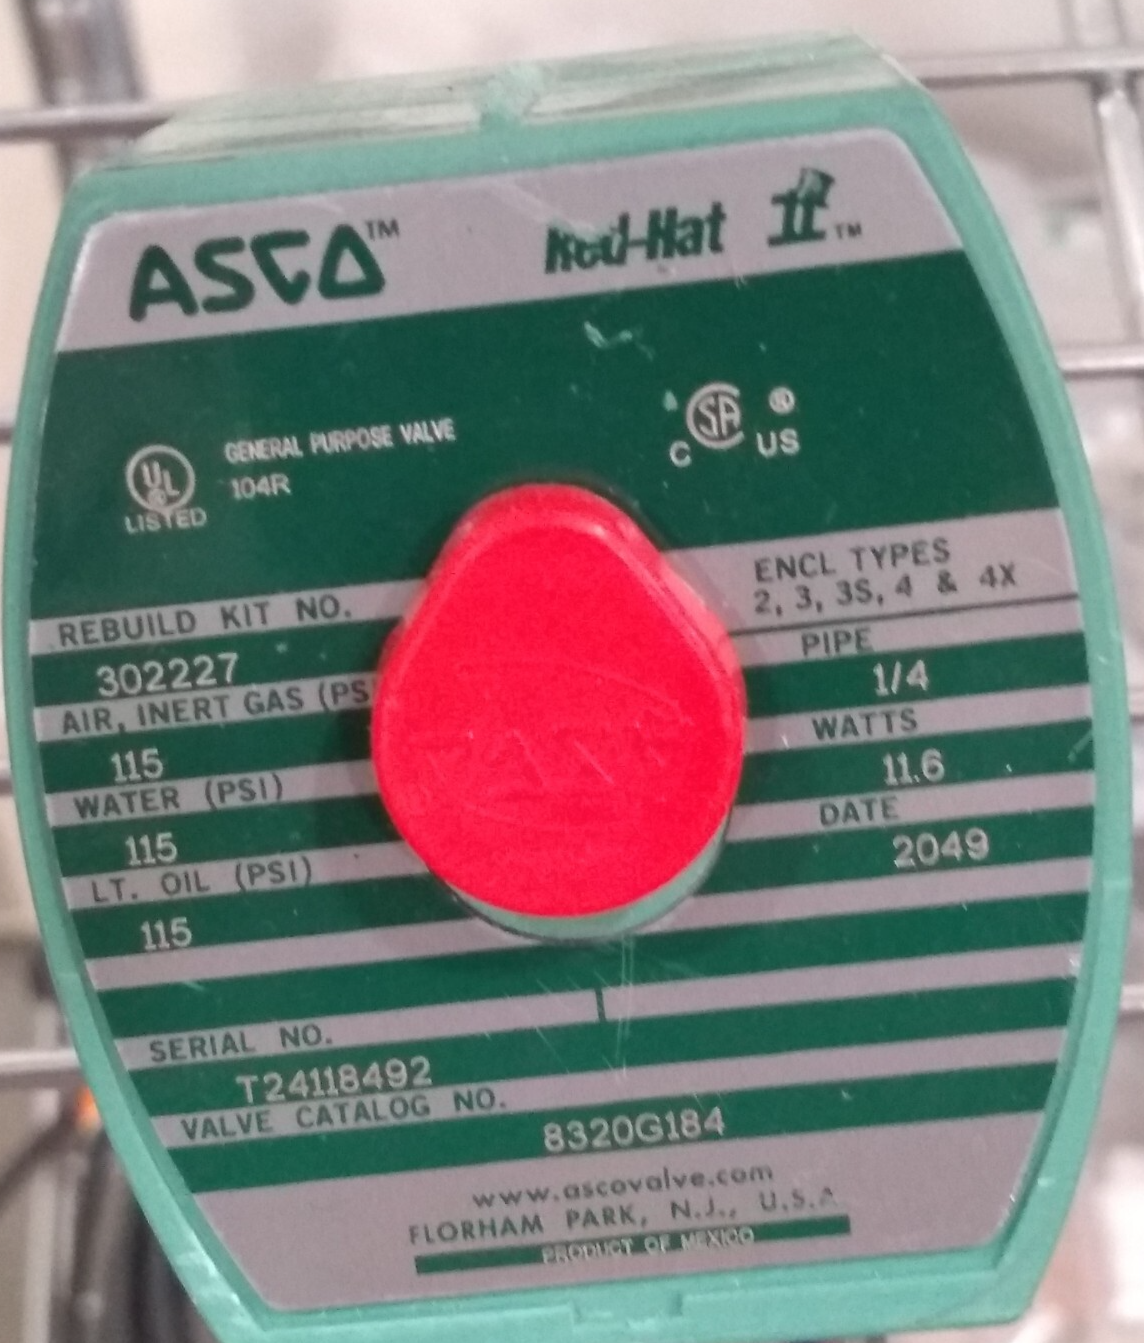 ASCO™ Red-Hat II™
UL® LISTED
GENERAL PURPOSE VALVE
104R
C SA ® US
ENCL TYPES
2, 3, 3S, 4 & 4X
REBUILD KIT NO.
302227
AIR, INERT GAS (PS
115
WATER (PSI)
115
LT. OIL (PSI)
115
PIPE
1/4
WATTS
11.6
DATE
2049
SERIAL NO.
T24118492
VALVE CATALOG NO.
8320G184
www.ascovalve.com
FLORHAM PARK, N.J., U.S.A
PRODUCT OF MEXICO